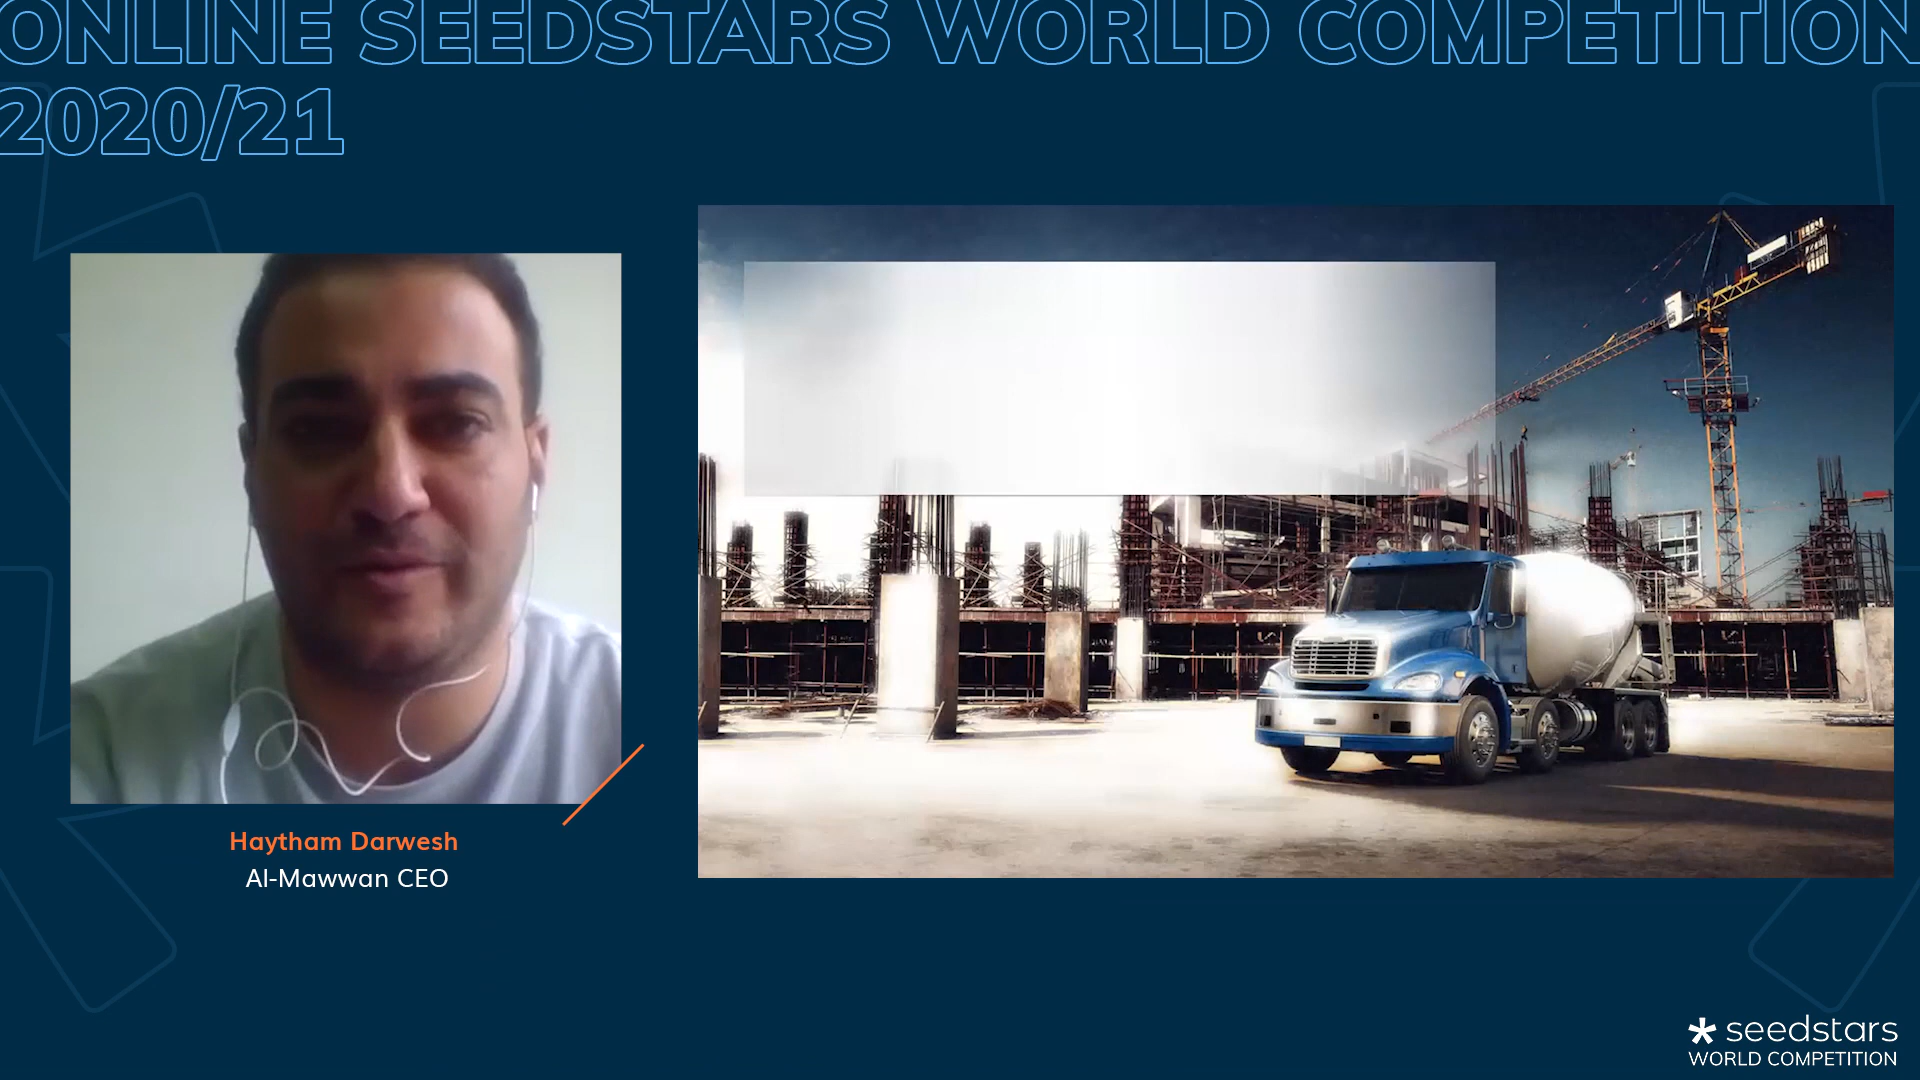 ONLINE SEEDSTARS WORLD COMPETITION
2020/21
Haytham Darwesh
Al-Mawwan CEO
seedstars
WORLD COMPETITION